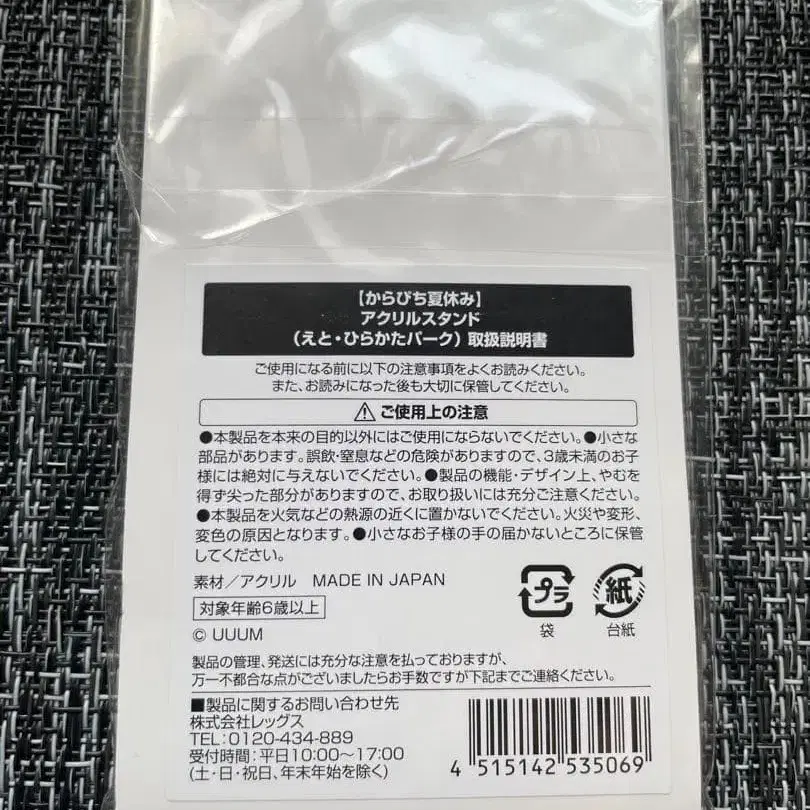 【からぴち夏休み】
アクリルスタンド
(えと・ひらかたパーク)取扱説明書
ご使用になる前に以下の注意事項をよくお読みください。
また、お読みになった後も大切に保管してください。
ご使用上の注意
●本製品を本来の目的以外にはご使用にならないでください。●小さな
部品があります。誤飲・窒息などの危険がありますので、3歳未満のお子
様には絶対に与えないでください。●製品の機能・デザイン上、やむを
得ず尖った部分がありますので、お取り扱いには充分ご注意ください。
●本製品を火気などの熱源の近くに置かないでください。火災や変形、
変色の原因となります。●小さなお子様の手の届かないところに保管
してください。
素材/アクリル MADE IN JAPAN
対象年齢6歳以上
© UUUM
プラ
袋
紙
台紙
製品の管理、発送には充分な注意を払っておりますが、
万一不都合な点がございましたらお手数ですが下記までご連絡ください。
■製品に関するお問い合わせ先
株式会社レッグス
TEL:0120-434-889
受付時間:平日10:00~17:00
(土・日・祝日、年末年始を除く)
4 515142 535069